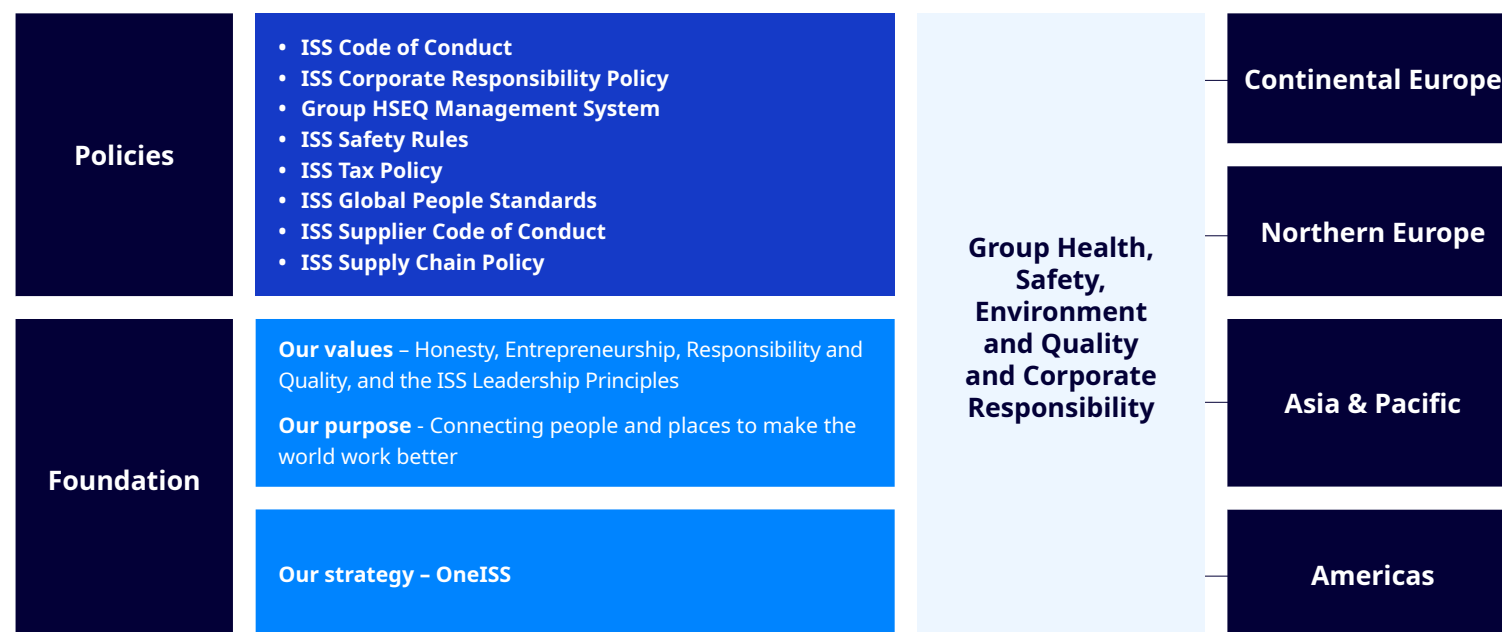 Policies
• ISS Code of Conduct
• ISS Corporate Responsibility Policy
• Group HSEQ Management System
• ISS Safety Rules
• ISS Tax Policy
• ISS Global People Standards
• ISS Supplier Code of Conduct
• ISS Supply Chain Policy
Foundation
Our values – Honesty, Entrepreneurship, Responsibility and
Quality, and the ISS Leadership Principles
Our purpose - Connecting people and places to make the
world work better
Our strategy – OneISS
Group Health,
Safety,
Environment
and Quality
and Corporate
Responsibility
Continental Europe
Northern Europe
Asia & Pacific
Americas